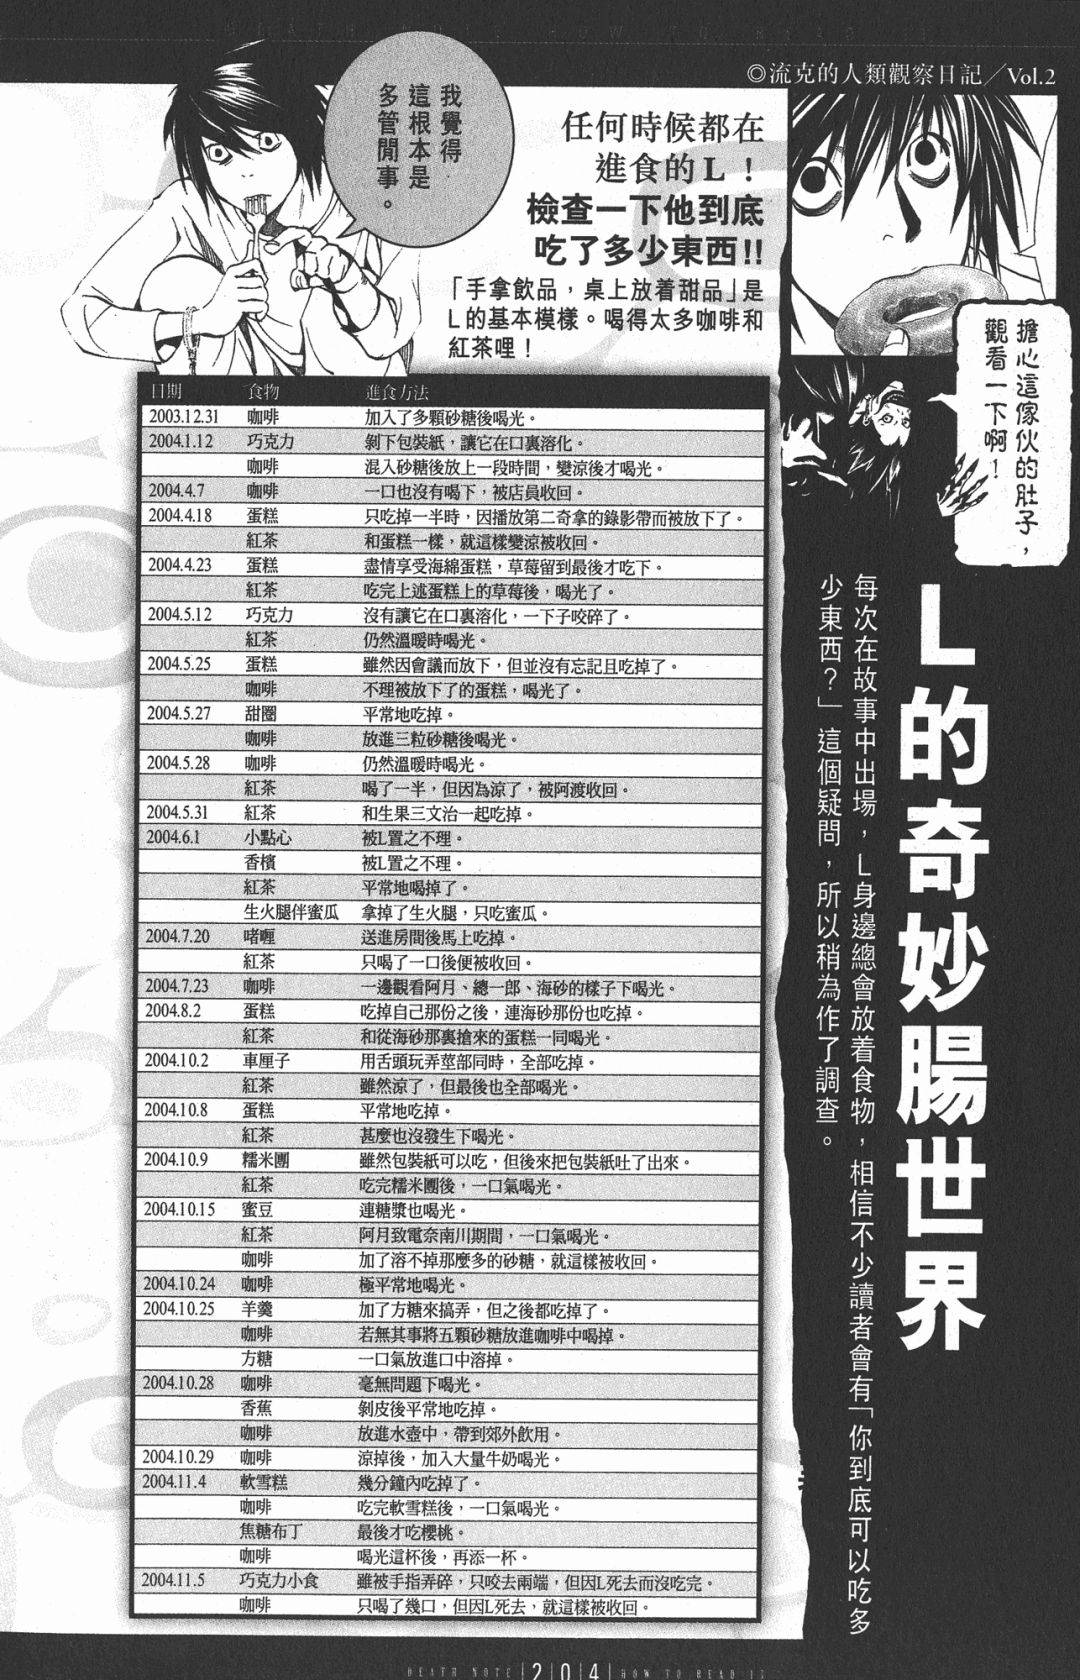 ◎流克的人類觀察日記／Vol.2
擔心這傢伙的肚子，
觀看一下啊！
L的奇妙腸世界
每次在故事中出場，L身邊總會放着食物，相信不少讀者會有「你到底可以吃多
少東西？」這個疑問，所以稍為作了調查。
任何時候都在
進食的L！
檢查一下他到底
吃了多少東西!!
「手拿飲品，桌上放着甜品」是
L的基本模樣。喝得太多咖啡和
紅茶哩！
我覺得
這根本是
多管閒事。
日期 食物 進食方法
2003.12.31 咖啡 加入了多顆砂糖後喝光。
2004.1.12 巧克力 剝下包裝紙，讓它在口裏溶化。
咖啡 混入砂糖後放上一段時間，變涼後才喝光。
2004.4.7 咖啡 一口也沒有喝下，被店員收回。
2004.4.18 蛋糕 只吃掉一半時，因播放第二奇拿的錄影帶而被放下了。
紅茶 和蛋糕一樣，就這樣變涼被收回。
2004.4.23 蛋糕 盡情享受海綿蛋糕，草莓留到最後才吃下。
紅茶 吃完上述蛋糕上的草莓後，喝光了。
2004.5.12 巧克力 沒有讓它在口裏溶化，一下子咬碎了。
紅茶 仍然溫暖時喝光。
2004.5.25 蛋糕 雖然因會議而放下，但並沒有忘記且吃掉了。
咖啡 不理被放下了的蛋糕，喝光了。
2004.5.27 甜圈 平常地吃掉。
咖啡 放進三粒砂糖後喝光。
2004.5.28 咖啡 仍然溫暖時喝光。
紅茶 喝了一半，但因為涼了，被阿渡收回。
2004.5.31 紅茶 和生果三文治一起吃掉。
2004.6.1 小點心 被L置之不理。
香檳 被L置之不理。
紅茶 平常地喝掉了。
生火腿伴蜜瓜 拿掉了生火腿，只吃蜜瓜。
2004.7.20 啫喱 送進房間後馬上吃掉。
紅茶 只喝了一口後便被收回。
2004.7.23 咖啡 一邊觀看阿月、總一郎、海砂的樣子下喝光。
2004.8.2 蛋糕 吃掉自己那份之後，連海砂那份也吃掉。
紅茶 和從海砂那裏搶來的蛋糕一同喝光。
2004.10.2 車厘子 用舌頭玩弄莖部同時，全部吃掉。
紅茶 雖然涼了，但最後也全部喝光。
2004.10.8 蛋糕 平常地吃掉。
紅茶 甚麼也沒發生下喝光。
2004.10.9 糯米團 雖然包裝紙可以吃，但後來把包裝紙吐了出來。
紅茶 吃完糯米團後，一口氣喝光。
2004.10.15 蜜豆 連糖漿也喝光。
紅茶 阿月致電奈南川期間，一口氣喝光。
咖啡 加了溶不掉那麼多的砂糖，就這樣被收回。
2004.10.24 咖啡 極平常地喝光。
2004.10.25 羊羹 加了方糖來搞弄，但之後都吃掉了。
咖啡 若無其事將五顆砂糖放進咖啡中喝掉。
方糖 一口氣放進口中溶掉。
2004.10.28 咖啡 毫無問題下喝光。
香蕉 剝皮後平常地吃掉。
咖啡 放進水壺中，帶到郊外飲用。
2004.10.29 咖啡 涼掉後，加入大量牛奶喝光。
2004.11.4 軟雪糕 幾分鐘內吃掉了。
咖啡 吃完軟雪糕後，一口氣喝光。
焦糖布丁 最後才吃櫻桃。
咖啡 喝光這杯後，再添一杯。
2004.11.5 巧克力小食 雖被手指弄碎，只咬去兩端，但因L死去而沒吃完。
咖啡 只喝了幾口，但因L死去，就這樣被收回。
DEATH NOTE |2|0|4| HOW TO READ 13